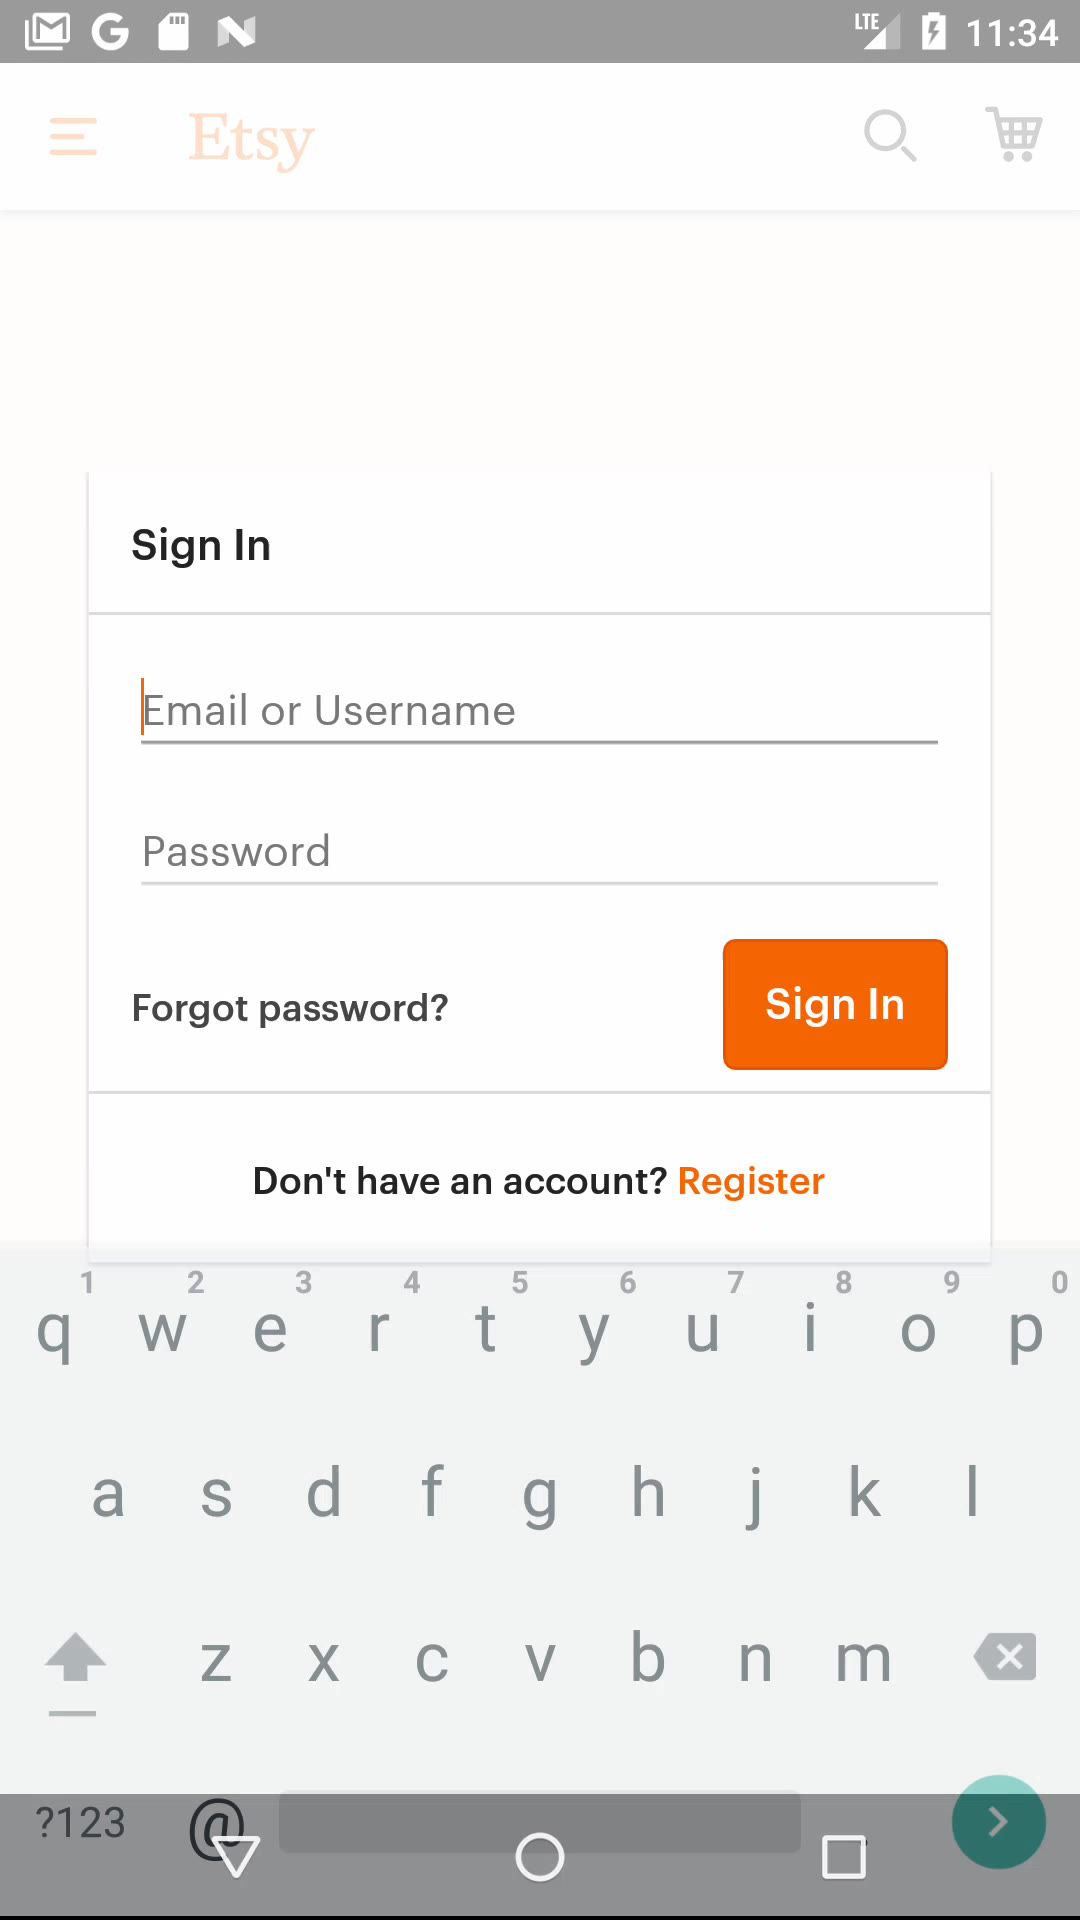 LTE 11:34
Etsy
Sign In
Email or Username
Password
Forgot password? Sign In
Don't have an account? Register
1 2 3 4 5 6 7 8 9 0
q w e r t y u i o p
a s d f g h j k l
z x c v b n m
?123 @